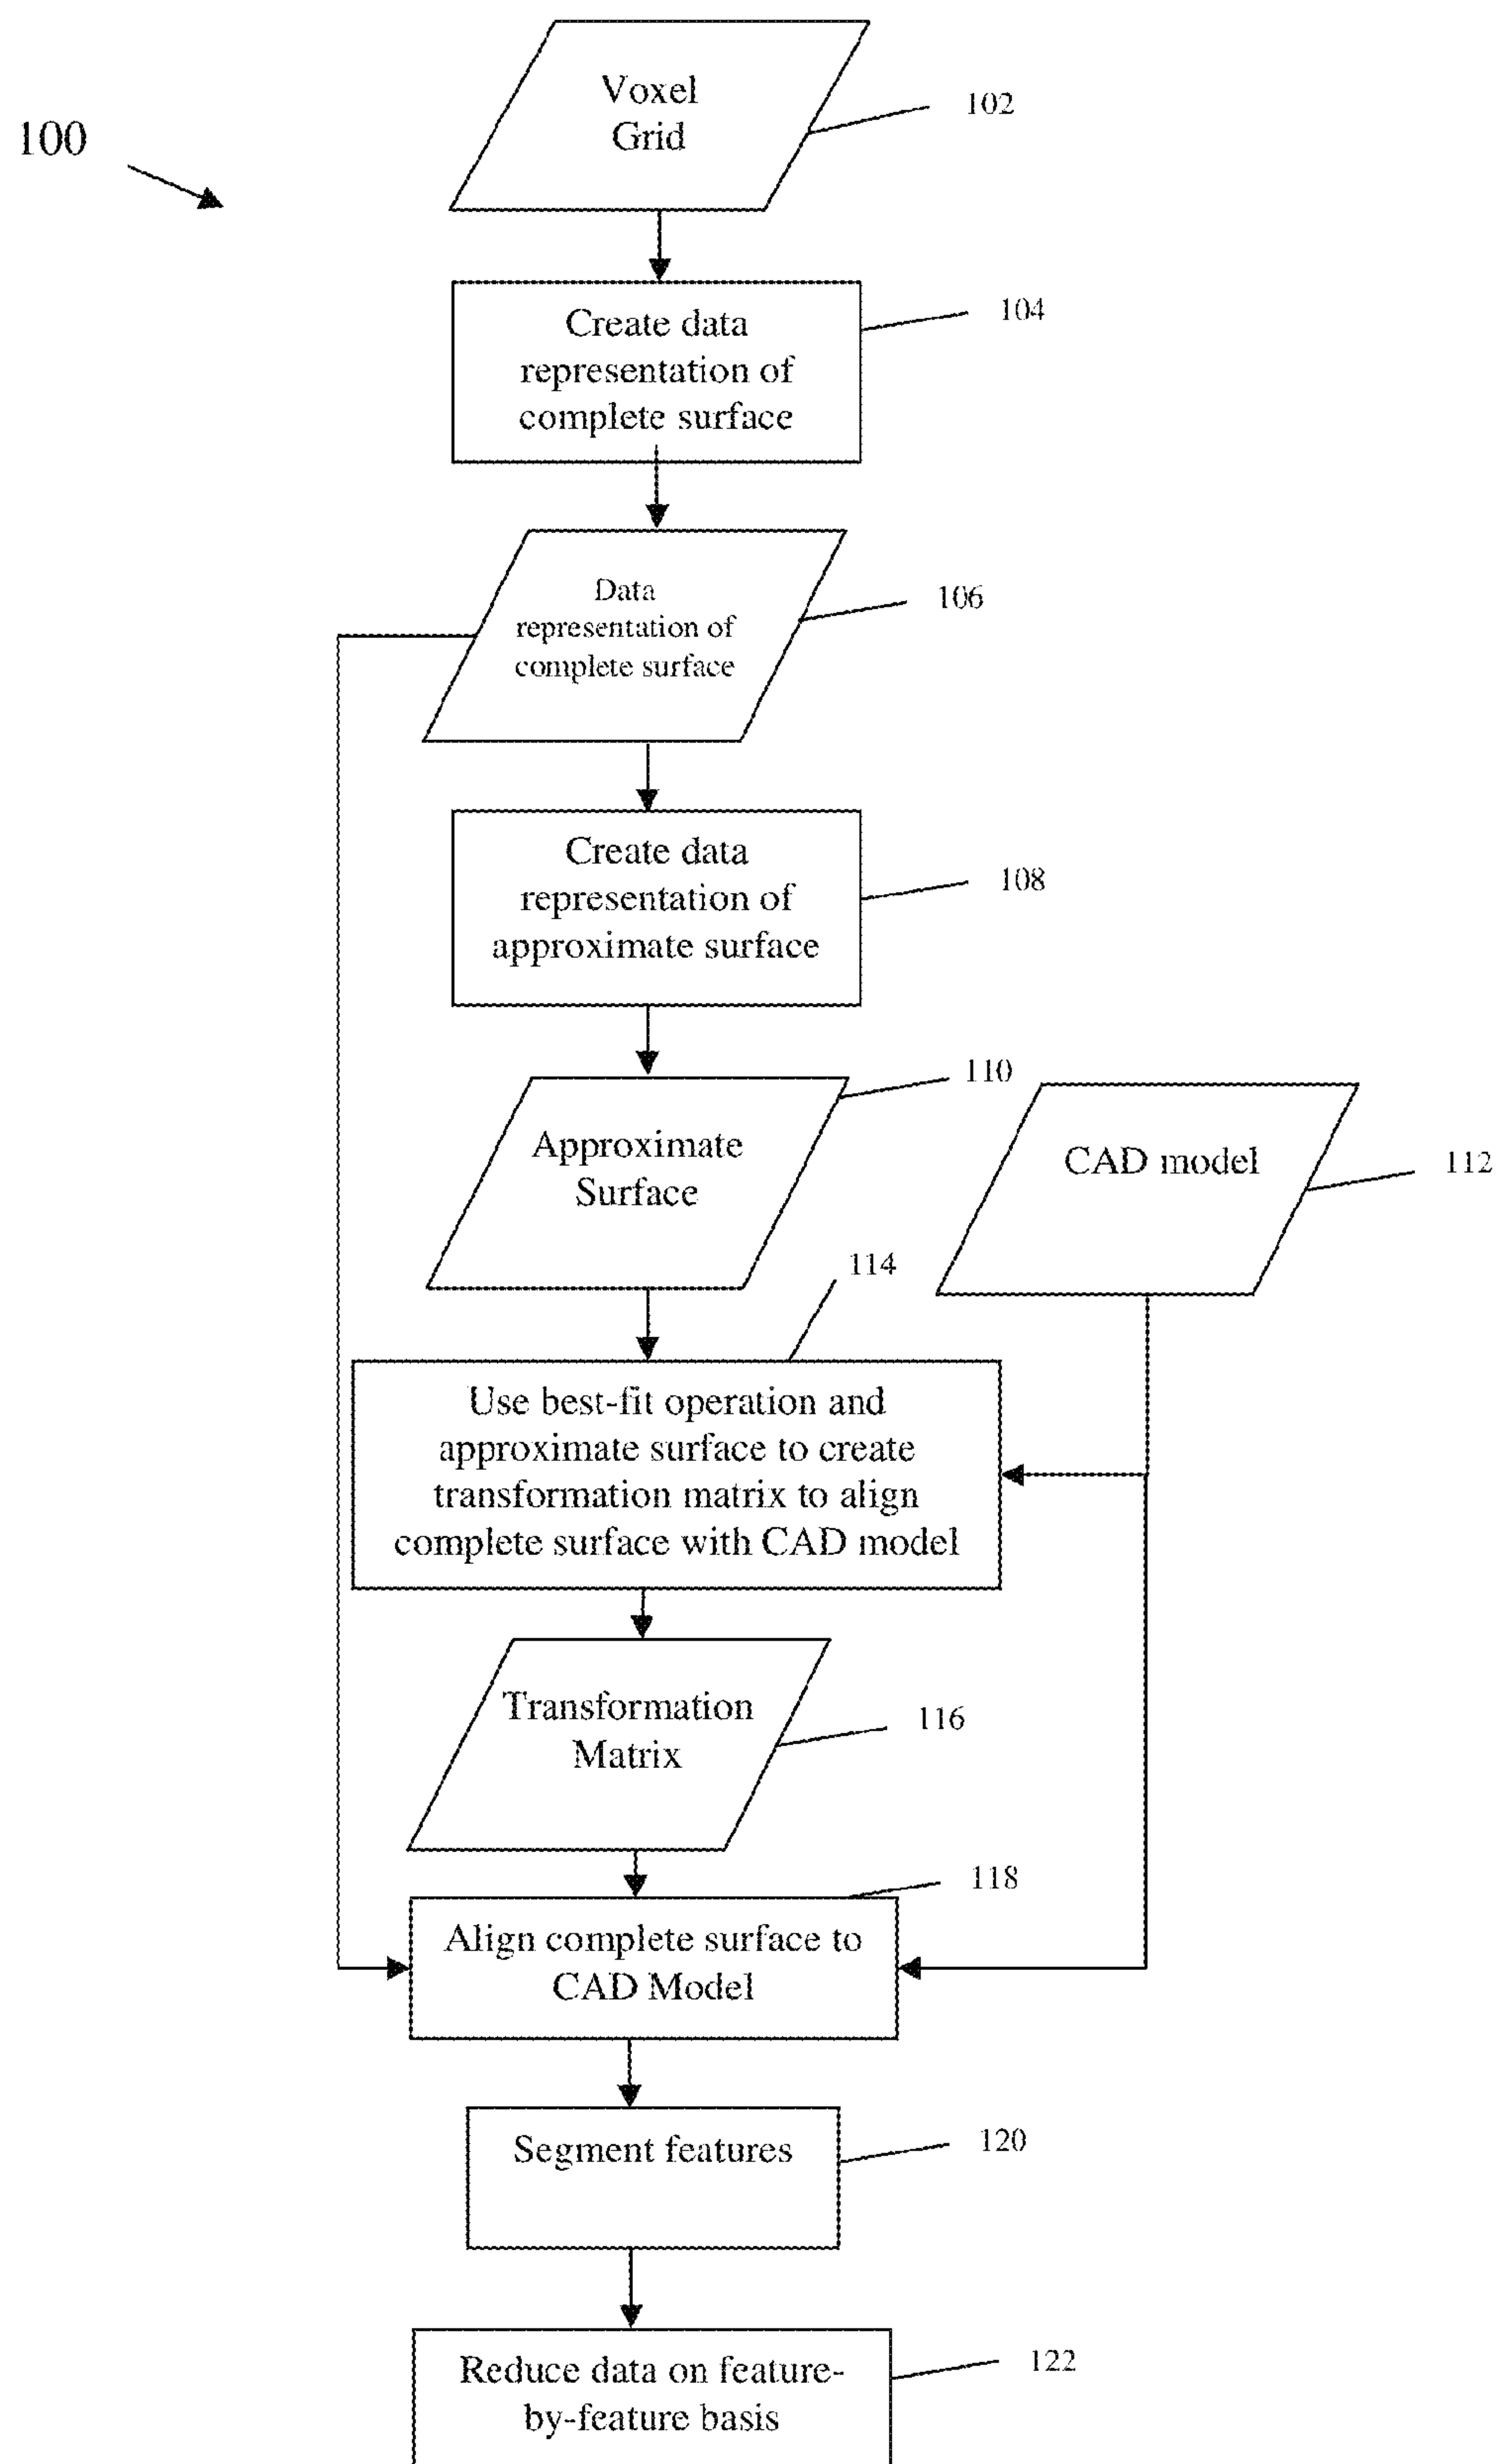 100
Voxel
Grid
102
Create data
representation of
complete surface
104
Data
representation of
complete surface
106
Create data
representation of
approximate surface
108
Approximate
Surface
110
CAD model
112
114
Use best-fit operation and
approximate surface to create
transformation matrix to align
complete surface with CAD model
Transformation
Matrix
116
118
Align complete surface to
CAD Model
Segment features
120
Reduce data on feature-
by-feature basis
122